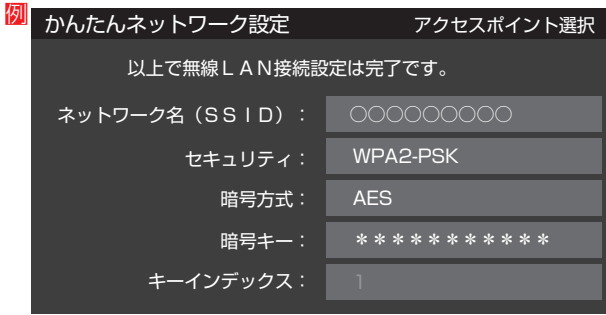 例
かんたんネットワーク設定 アクセスポイント選択
以上で無線ＬＡＮ接続設定は完了です。
ネットワーク名（ＳＳＩＤ）： ○○○○○○○○○
セキュリティ： WPA2-PSK
暗号方式： AES
暗号キー： ＊＊＊＊＊＊＊＊＊＊＊
キーインデックス： 1